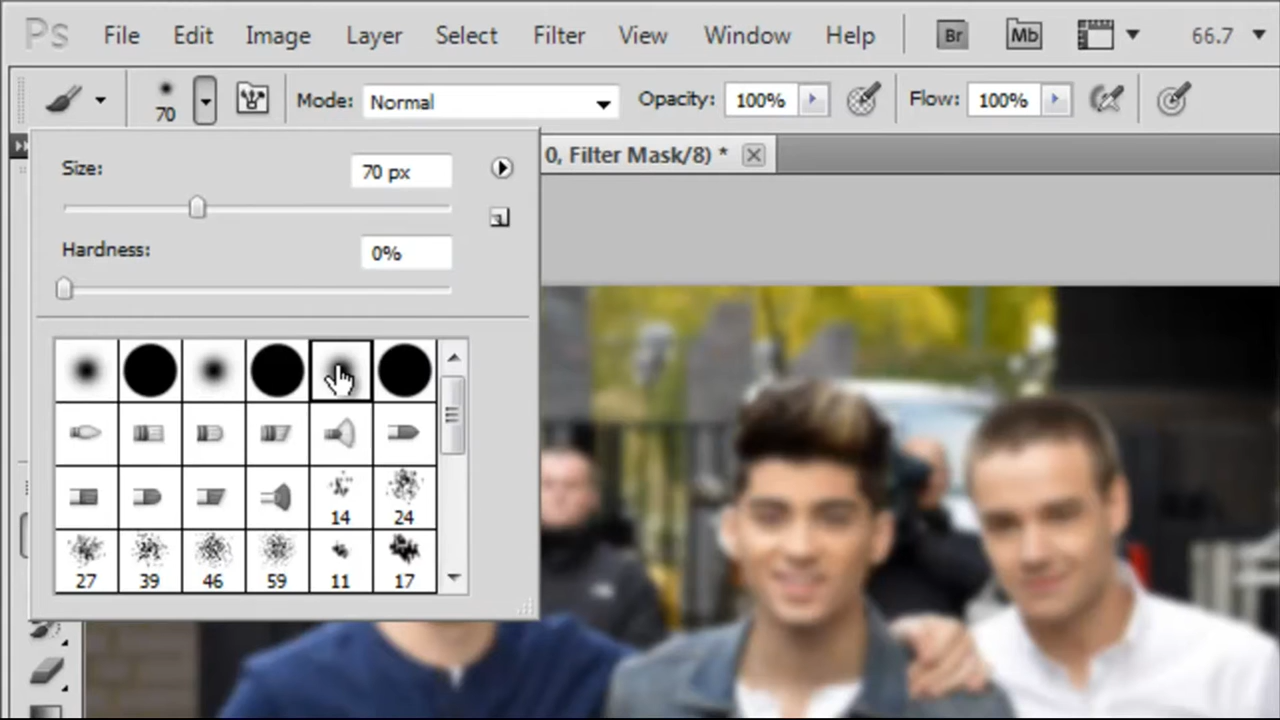 Ps File Edit Image Layer Select Filter View Window Help Br Mb 66.7
70 Mode: Normal Opacity: 100% Flow: 100%
0, Filter Mask/8) *
Size: 70 px
Hardness: 0%
14 24
27 39 46 59 11 17